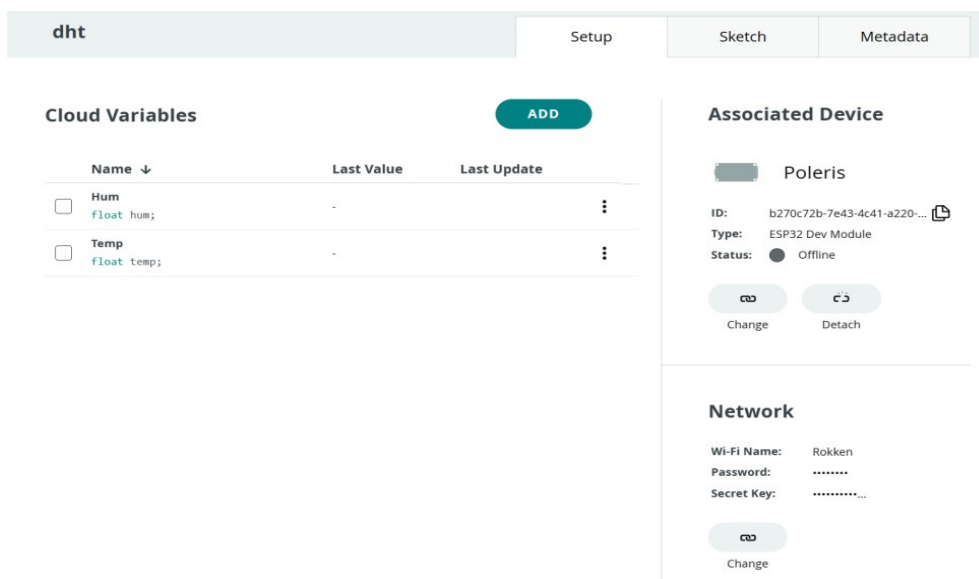 dht
Setup
Sketch
Metadata
Cloud Variables
ADD
Name ↓
Last Value
Last Update
Hum
float hum;
-
Temp
float temp;
-
Associated Device
Poleris
ID: b270c72b-7e43-4c41-a220-...
Type: ESP32 Dev Module
Status: Offline
Change
Detach
Network
Wi-Fi Name: Rokken
Password: ••••••••
Secret Key: ••••••••••...
Change